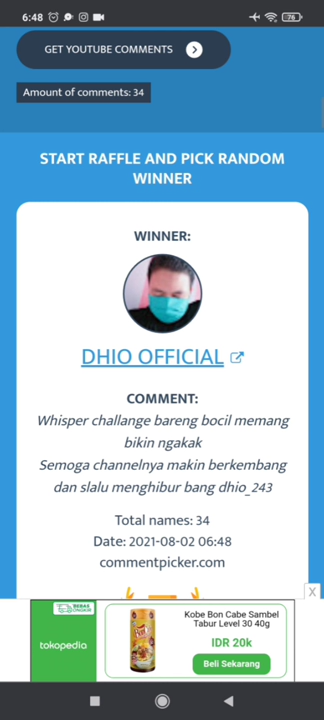 6:48
76
GET YOUTUBE COMMENTS
Amount of comments: 34
START RAFFLE AND PICK RANDOM
WINNER
WINNER:
DHIO OFFICIAL
COMMENT:
Whisper challange bareng bocil memang
bikin ngakak
Semoga channelnya makin berkembang
dan slalu menghibur bang dhio_243
Total names: 34
Date: 2021-08-02 06:48
commentpicker.com
X
BEBAS
ONGKIR
tokopedia
Kobe Bon Cabe Sambel
Tabur Level 30 40g
IDR 20k
Beli Sekarang